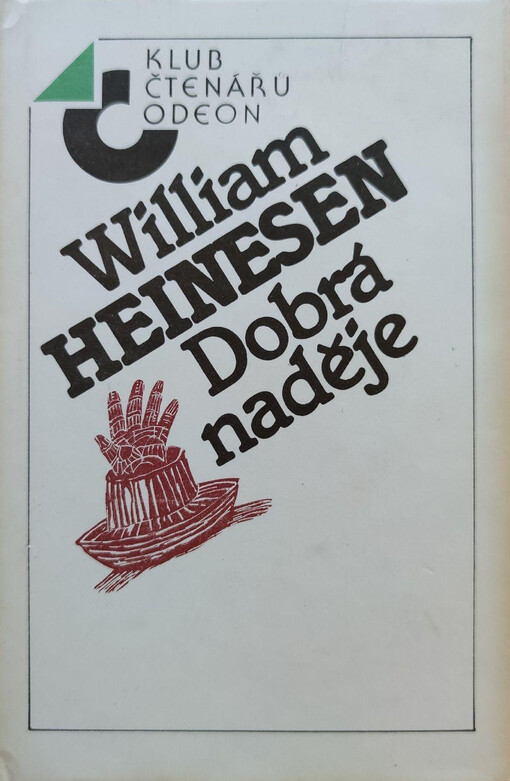 KLUB
ČTENÁŘŮ
ODEON
William
HEINESEN
Dobrá
naděje